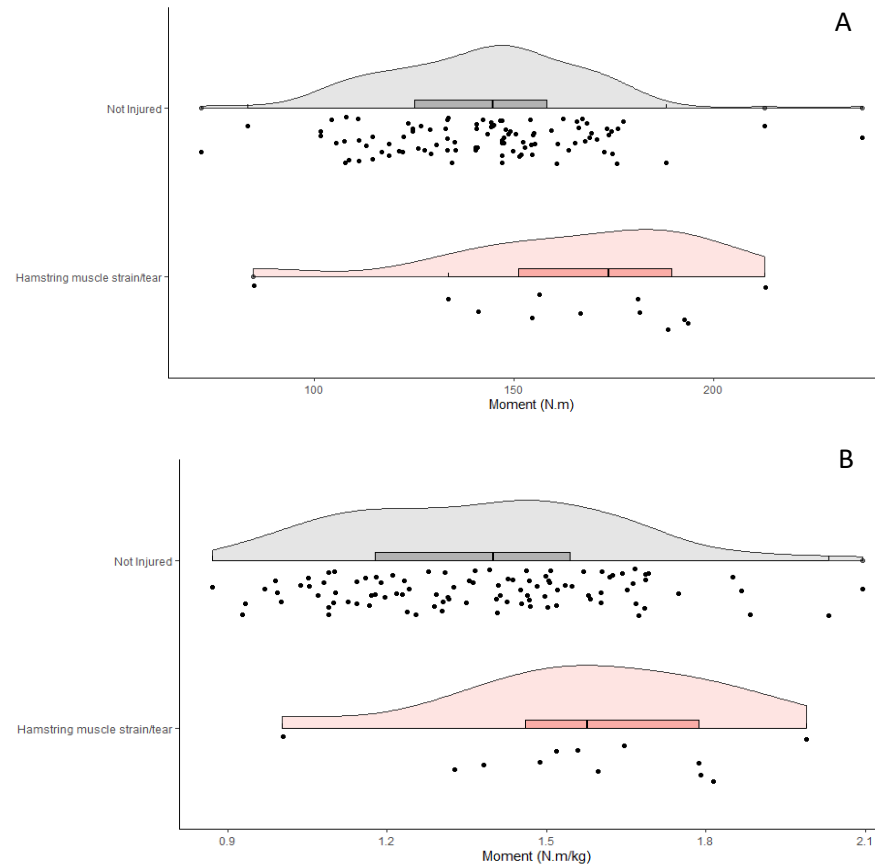 A
Not Injured
Hamstring muscle strain/tear
100 150 200
Moment (N.m)
B
Not Injured
Hamstring muscle strain/tear
0.9 1.2 1.5 1.8 2.1
Moment (N.m/kg)